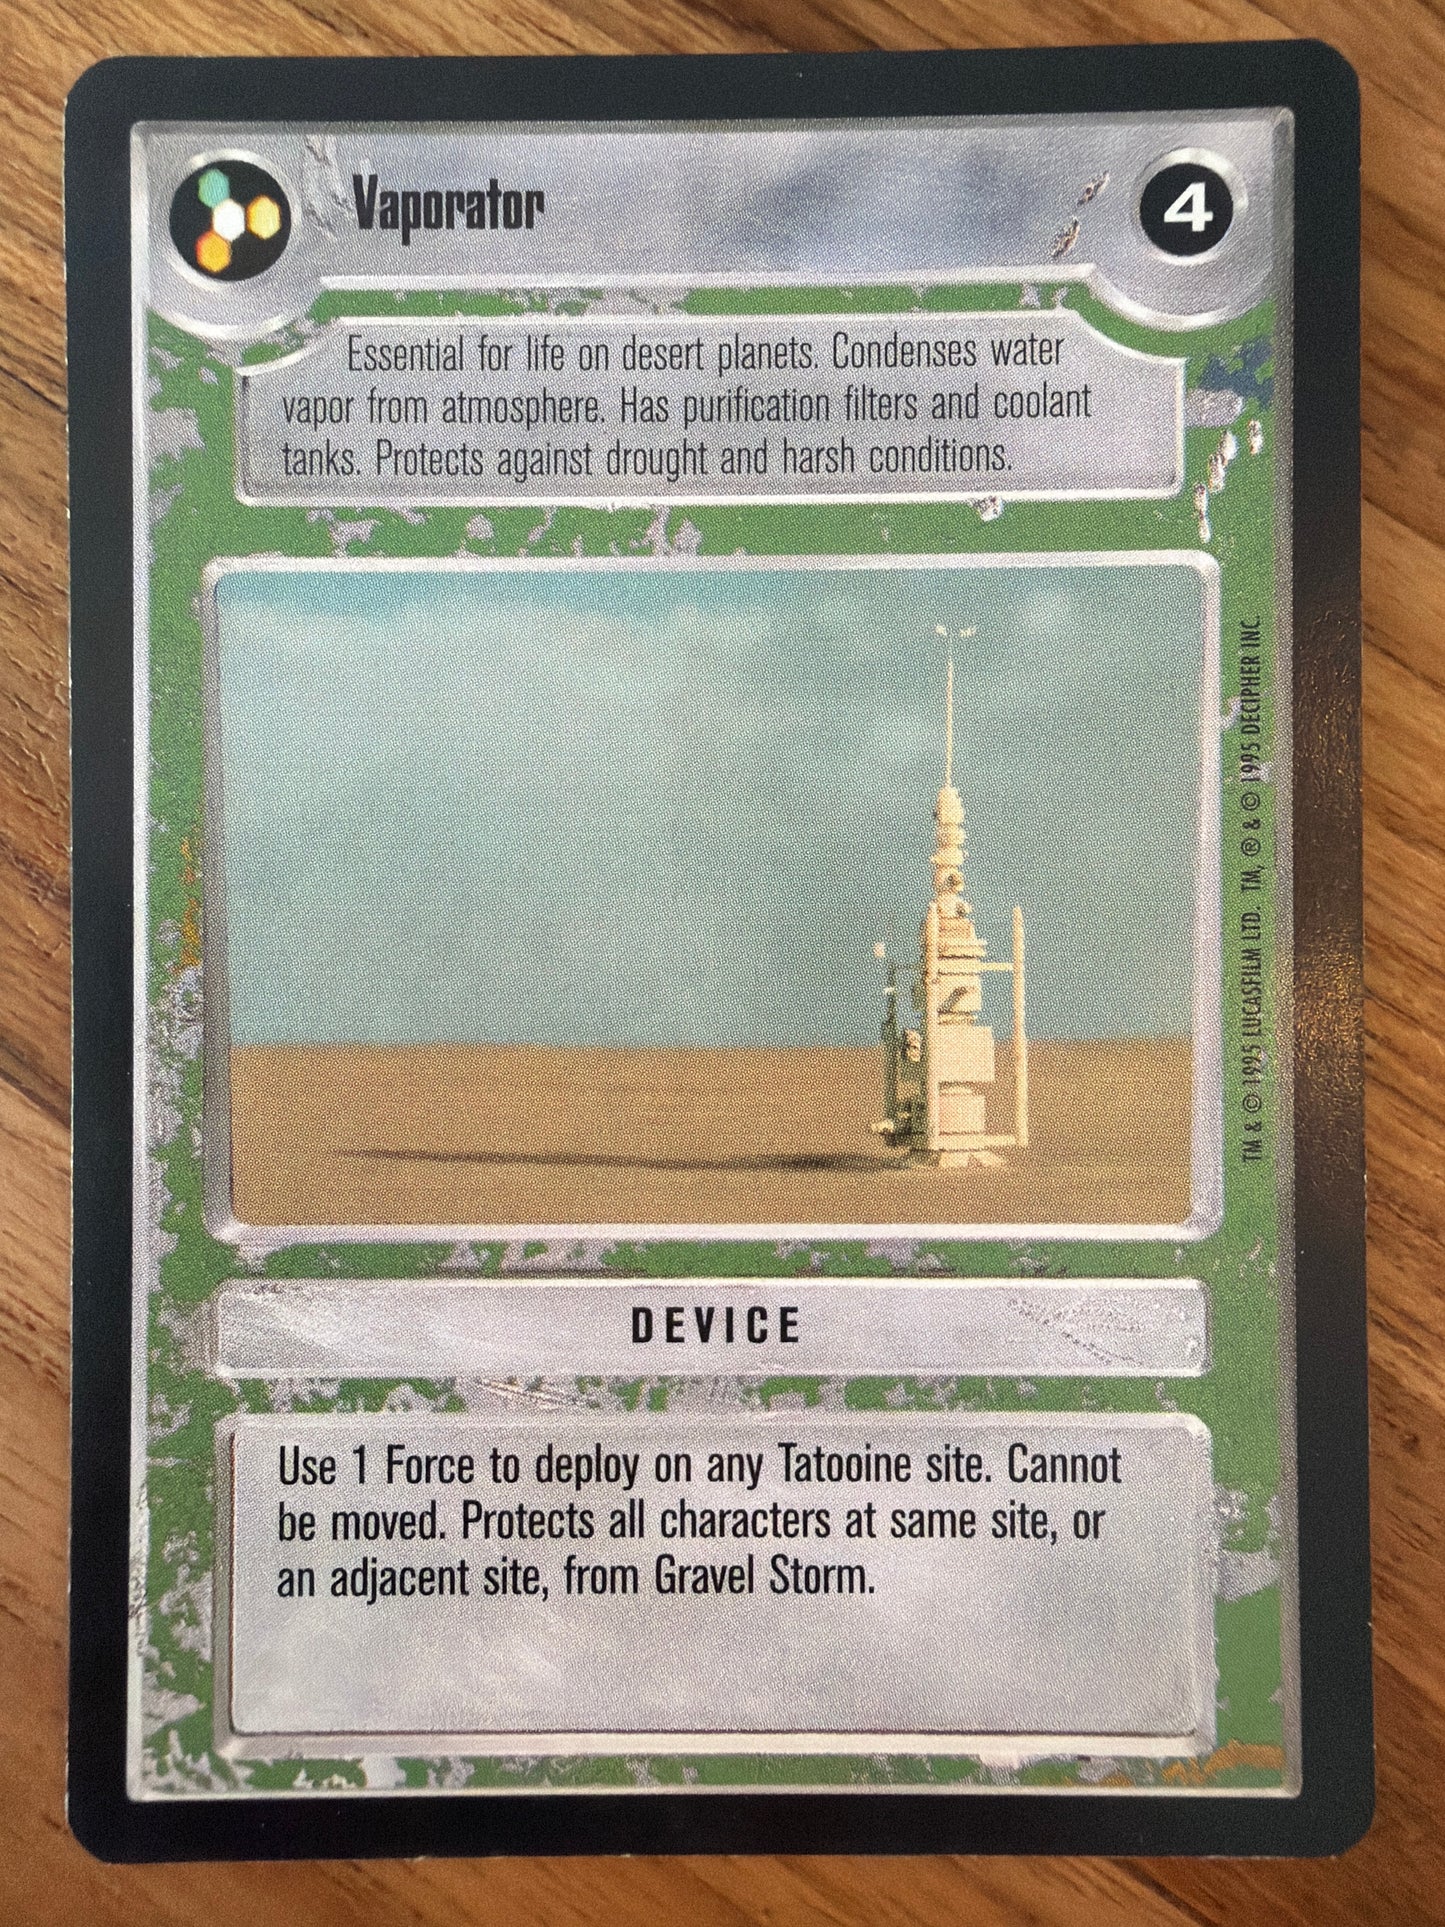 Vaporator
4
Essential for life on desert planets. Condenses water
vapor from atmosphere. Has purification filters and coolant
tanks. Protects against drought and harsh conditions.
TM & © 1995 LUCASFILM LTD. TM, ® & © 1995 DECIPHER INC.
DEVICE
Use 1 Force to deploy on any Tatooine site. Cannot
be moved. Protects all characters at same site, or
an adjacent site, from Gravel Storm.